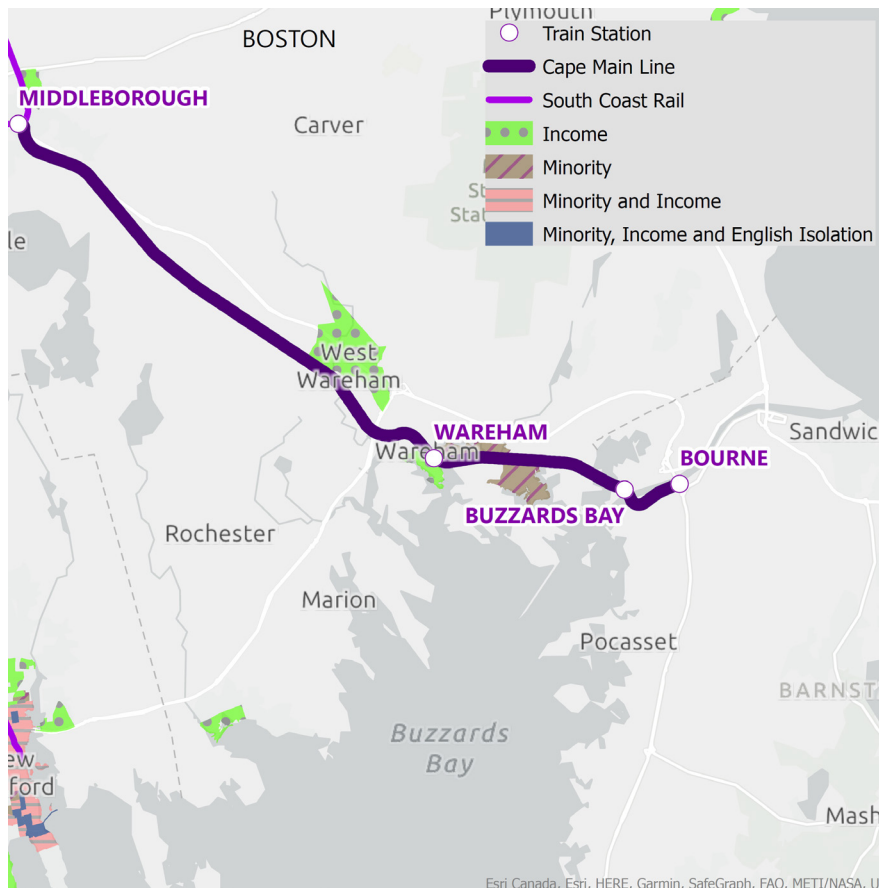 Plymouth
BOSTON
Train Station
Cape Main Line
MIDDLEBOROUGH
South Coast Rail
Carver
Income
Minority
St
Stat
Minority and Income
le
Minority, Income and English Isolation
West
Wareham
WAREHAM
Sandwic
Wareham
BOURNE
BUZZARDS BAY
Rochester
Marion
Pocasset
BARNST
Buzzards
Bay
ew
ford
Mash
Esri Canada, Esri, HERE, Garmin, SafeGraph, FAO, METI/NASA, U